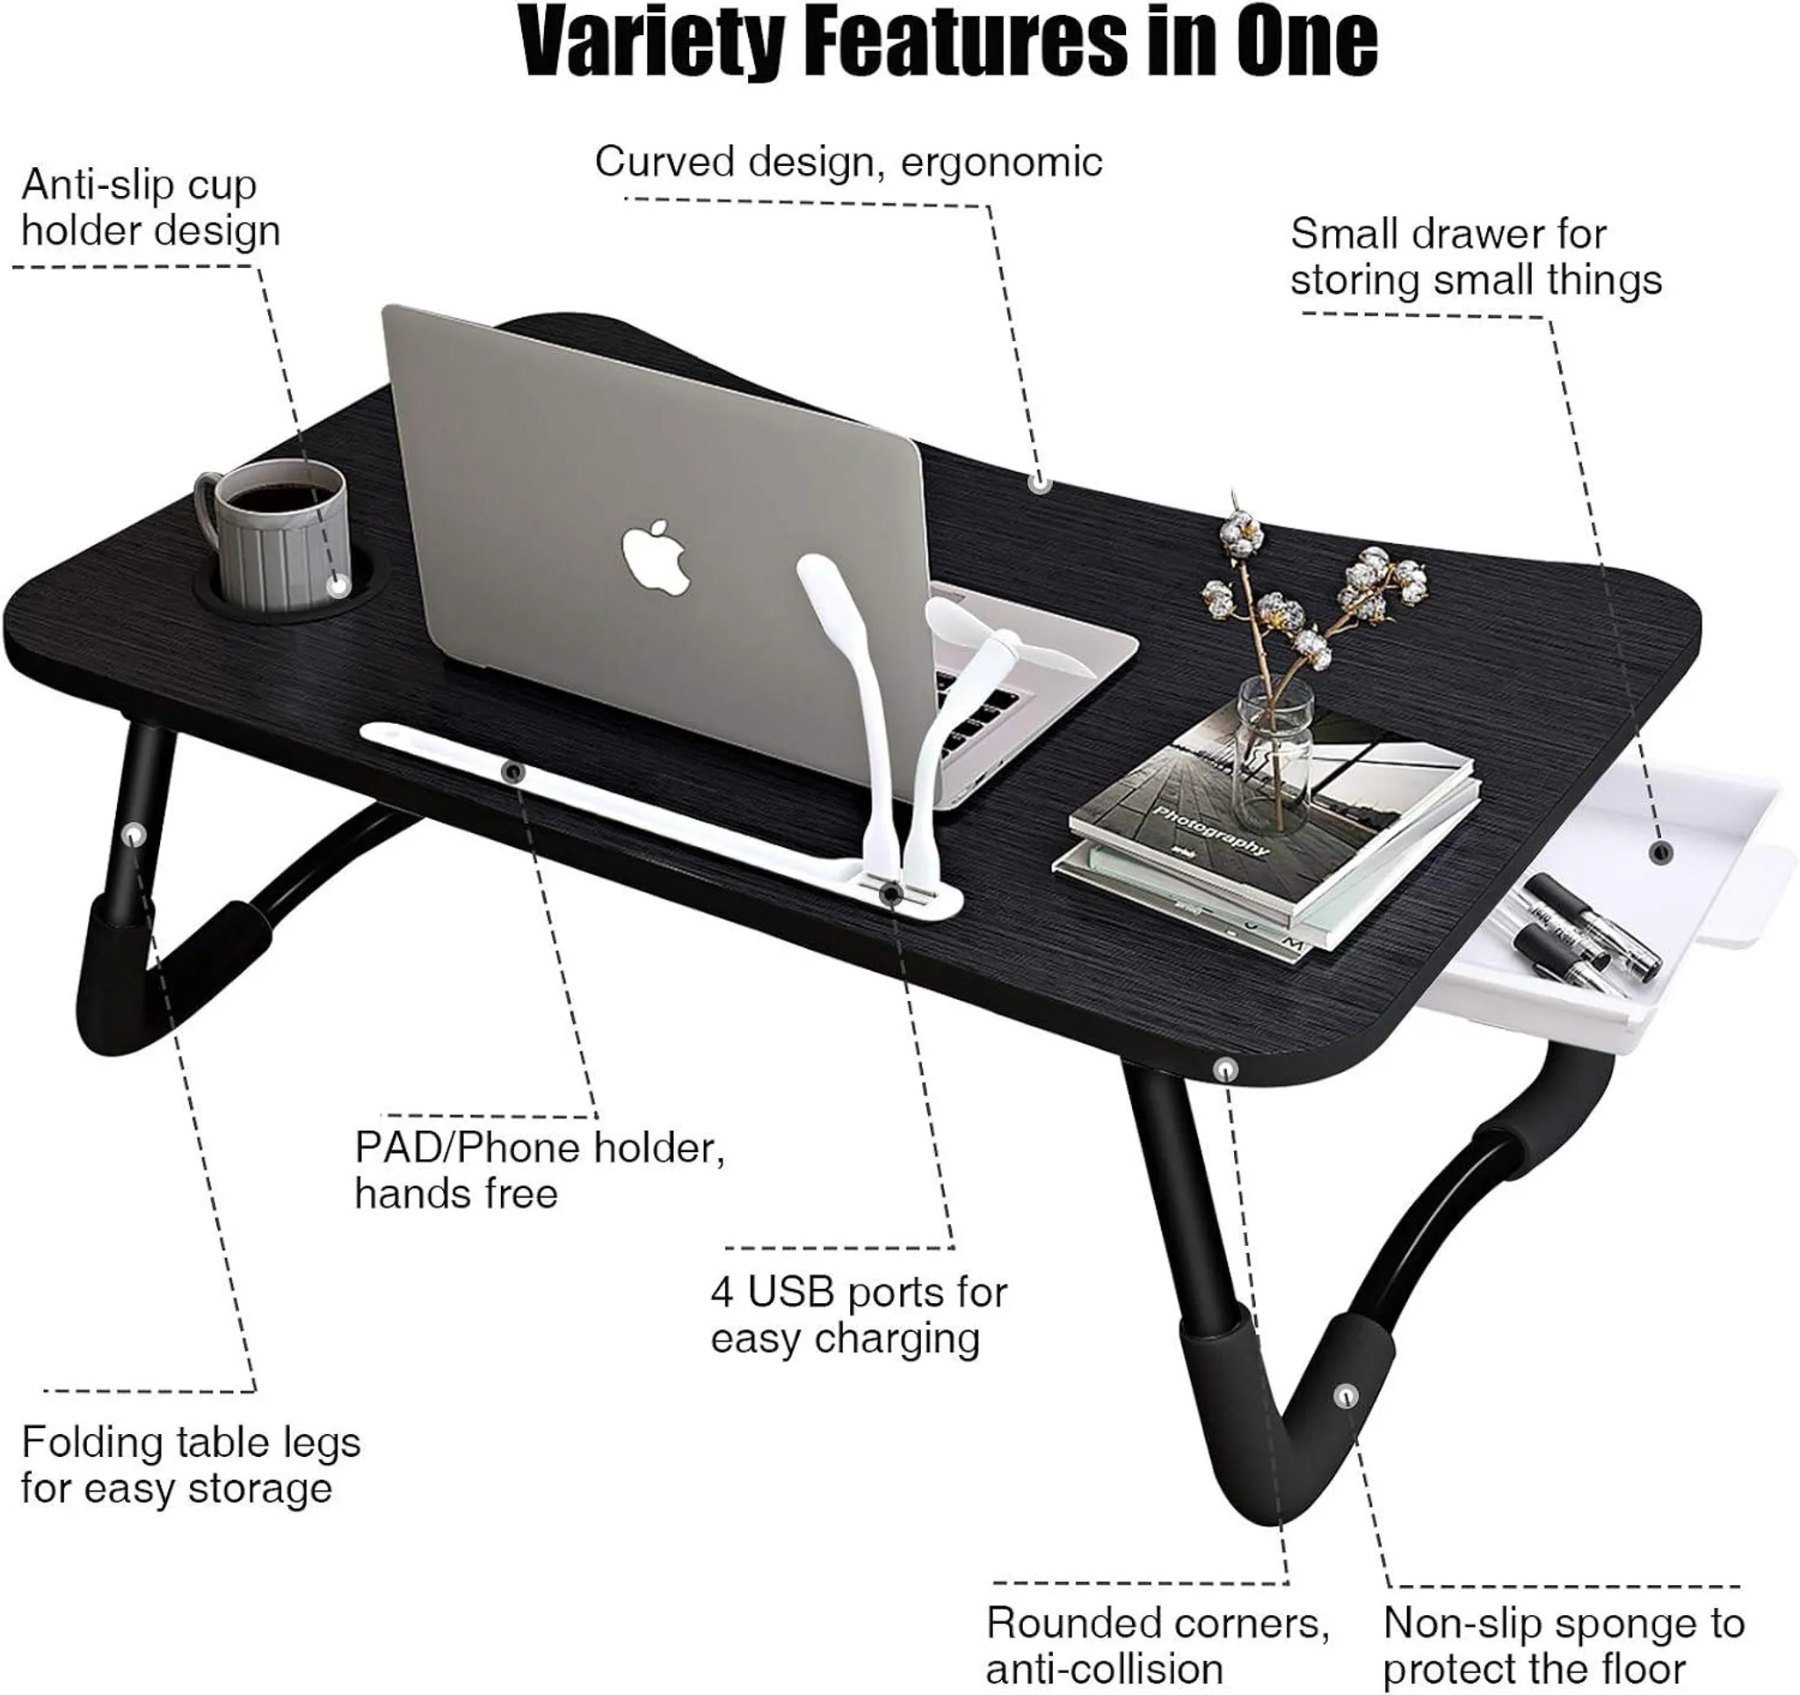 Variety Features in One
Curved design, ergonomic
Anti-slip cup
holder design
Small drawer for
storing small things
Photography
PAD/Phone holder,
hands free
4 USB ports for
easy charging
Folding table legs
for easy storage
Rounded corners,
anti-collision
Non-slip sponge to
protect the floor